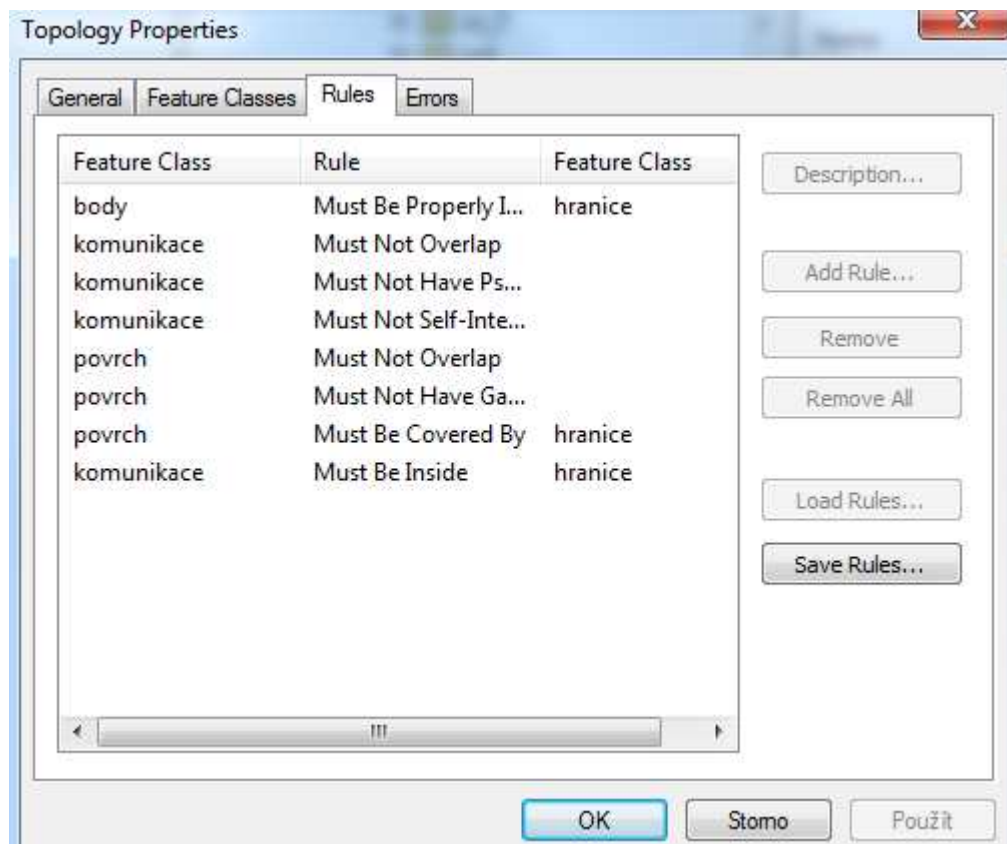 Topology Properties
General Feature Classes Rules Errors
Feature Class Rule Feature Class
body Must Be Properly I... hranice
komunikace Must Not Overlap
komunikace Must Not Have Ps...
komunikace Must Not Self-Inte...
povrch Must Not Overlap
povrch Must Not Have Ga...
povrch Must Be Covered By hranice
komunikace Must Be Inside hranice
Description...
Add Rule...
Remove
Remove All
Load Rules...
Save Rules...
OK Storno Použít